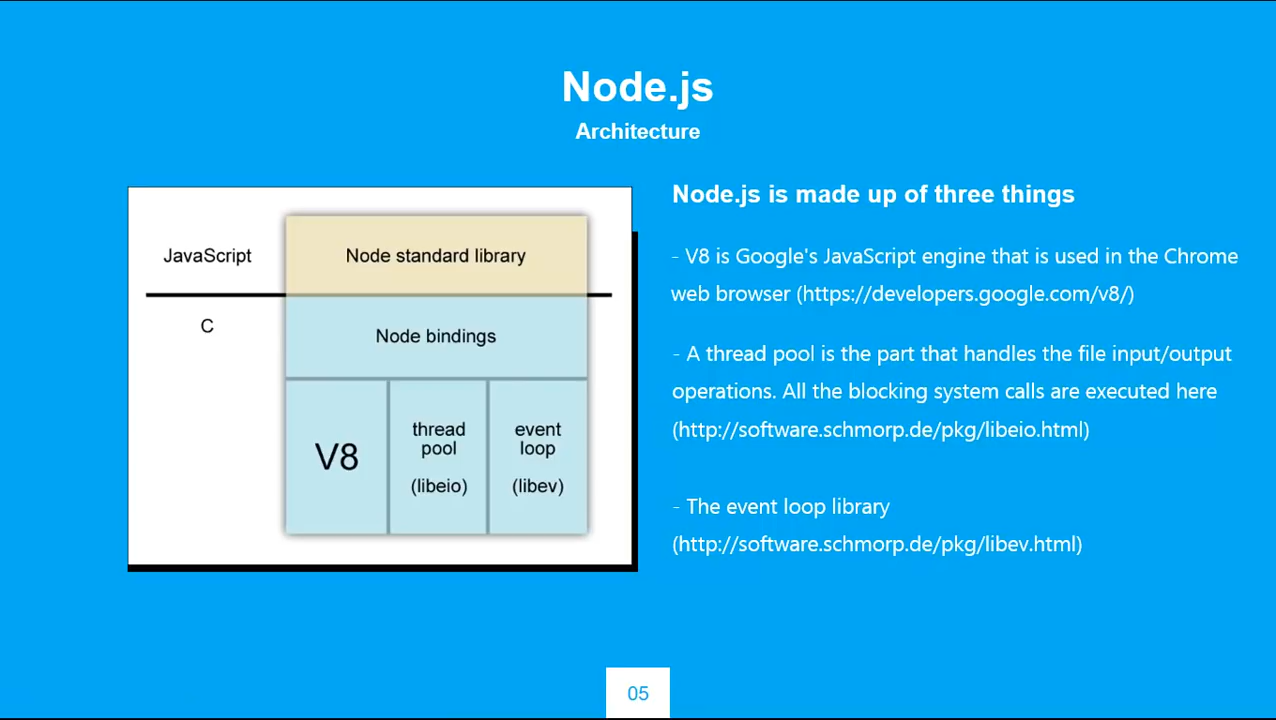 Node.js
Architecture
JavaScript
Node standard library
C
Node bindings
V8
thread
pool
(libeio)
event
loop
(libev)
Node.js is made up of three things
- V8 is Google's JavaScript engine that is used in the Chrome
web browser (https://developers.google.com/v8/)
- A thread pool is the part that handles the file input/output
operations. All the blocking system calls are executed here
(http://software.schmorp.de/pkg/libeio.html)
- The event loop library
(http://software.schmorp.de/pkg/libev.html)
05